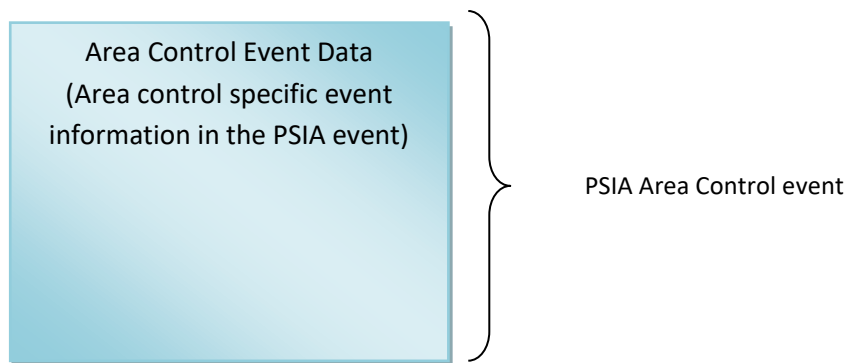 Area Control Event Data
(Area control specific event
information in the PSIA event)
PSIA Area Control event